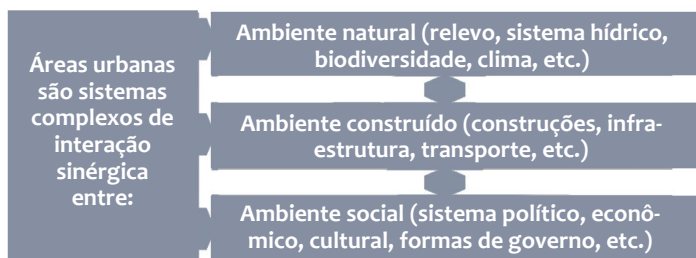 Áreas urbanas
são sistemas
complexos de
interação
sinérgica
entre:
Ambiente natural (relevo, sistema hídrico,
biodiversidade, clima, etc.)
Ambiente construído (construções, infra-
estrutura, transporte, etc.)
Ambiente social (sistema político, econô-
mico, cultural, formas de governo, etc.)